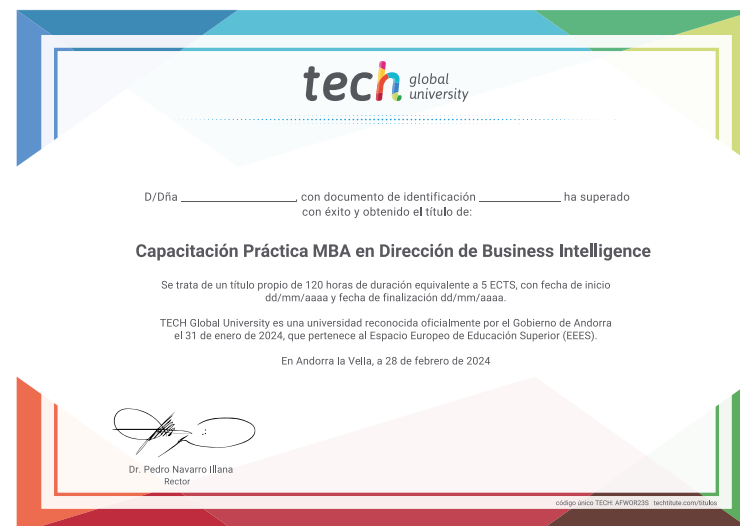 tech global university
D/Dña ____________________, con documento de identificación ______________ ha superado
con éxito y obtenido el título de:
Capacitación Práctica MBA en Dirección de Business Intelligence
Se trata de un título propio de 120 horas de duración equivalente a 5 ECTS, con fecha de inicio
dd/mm/aaaa y fecha de finalización dd/mm/aaaa.
TECH Global University es una universidad reconocida oficialmente por el Gobierno de Andorra
el 31 de enero de 2024, que pertenece al Espacio Europeo de Educación Superior (EEES).
En Andorra la Vella, a 28 de febrero de 2024
Dr. Pedro Navarro Illana
Rector
código único TECH: AFWOR23S techtitute.com/titulos